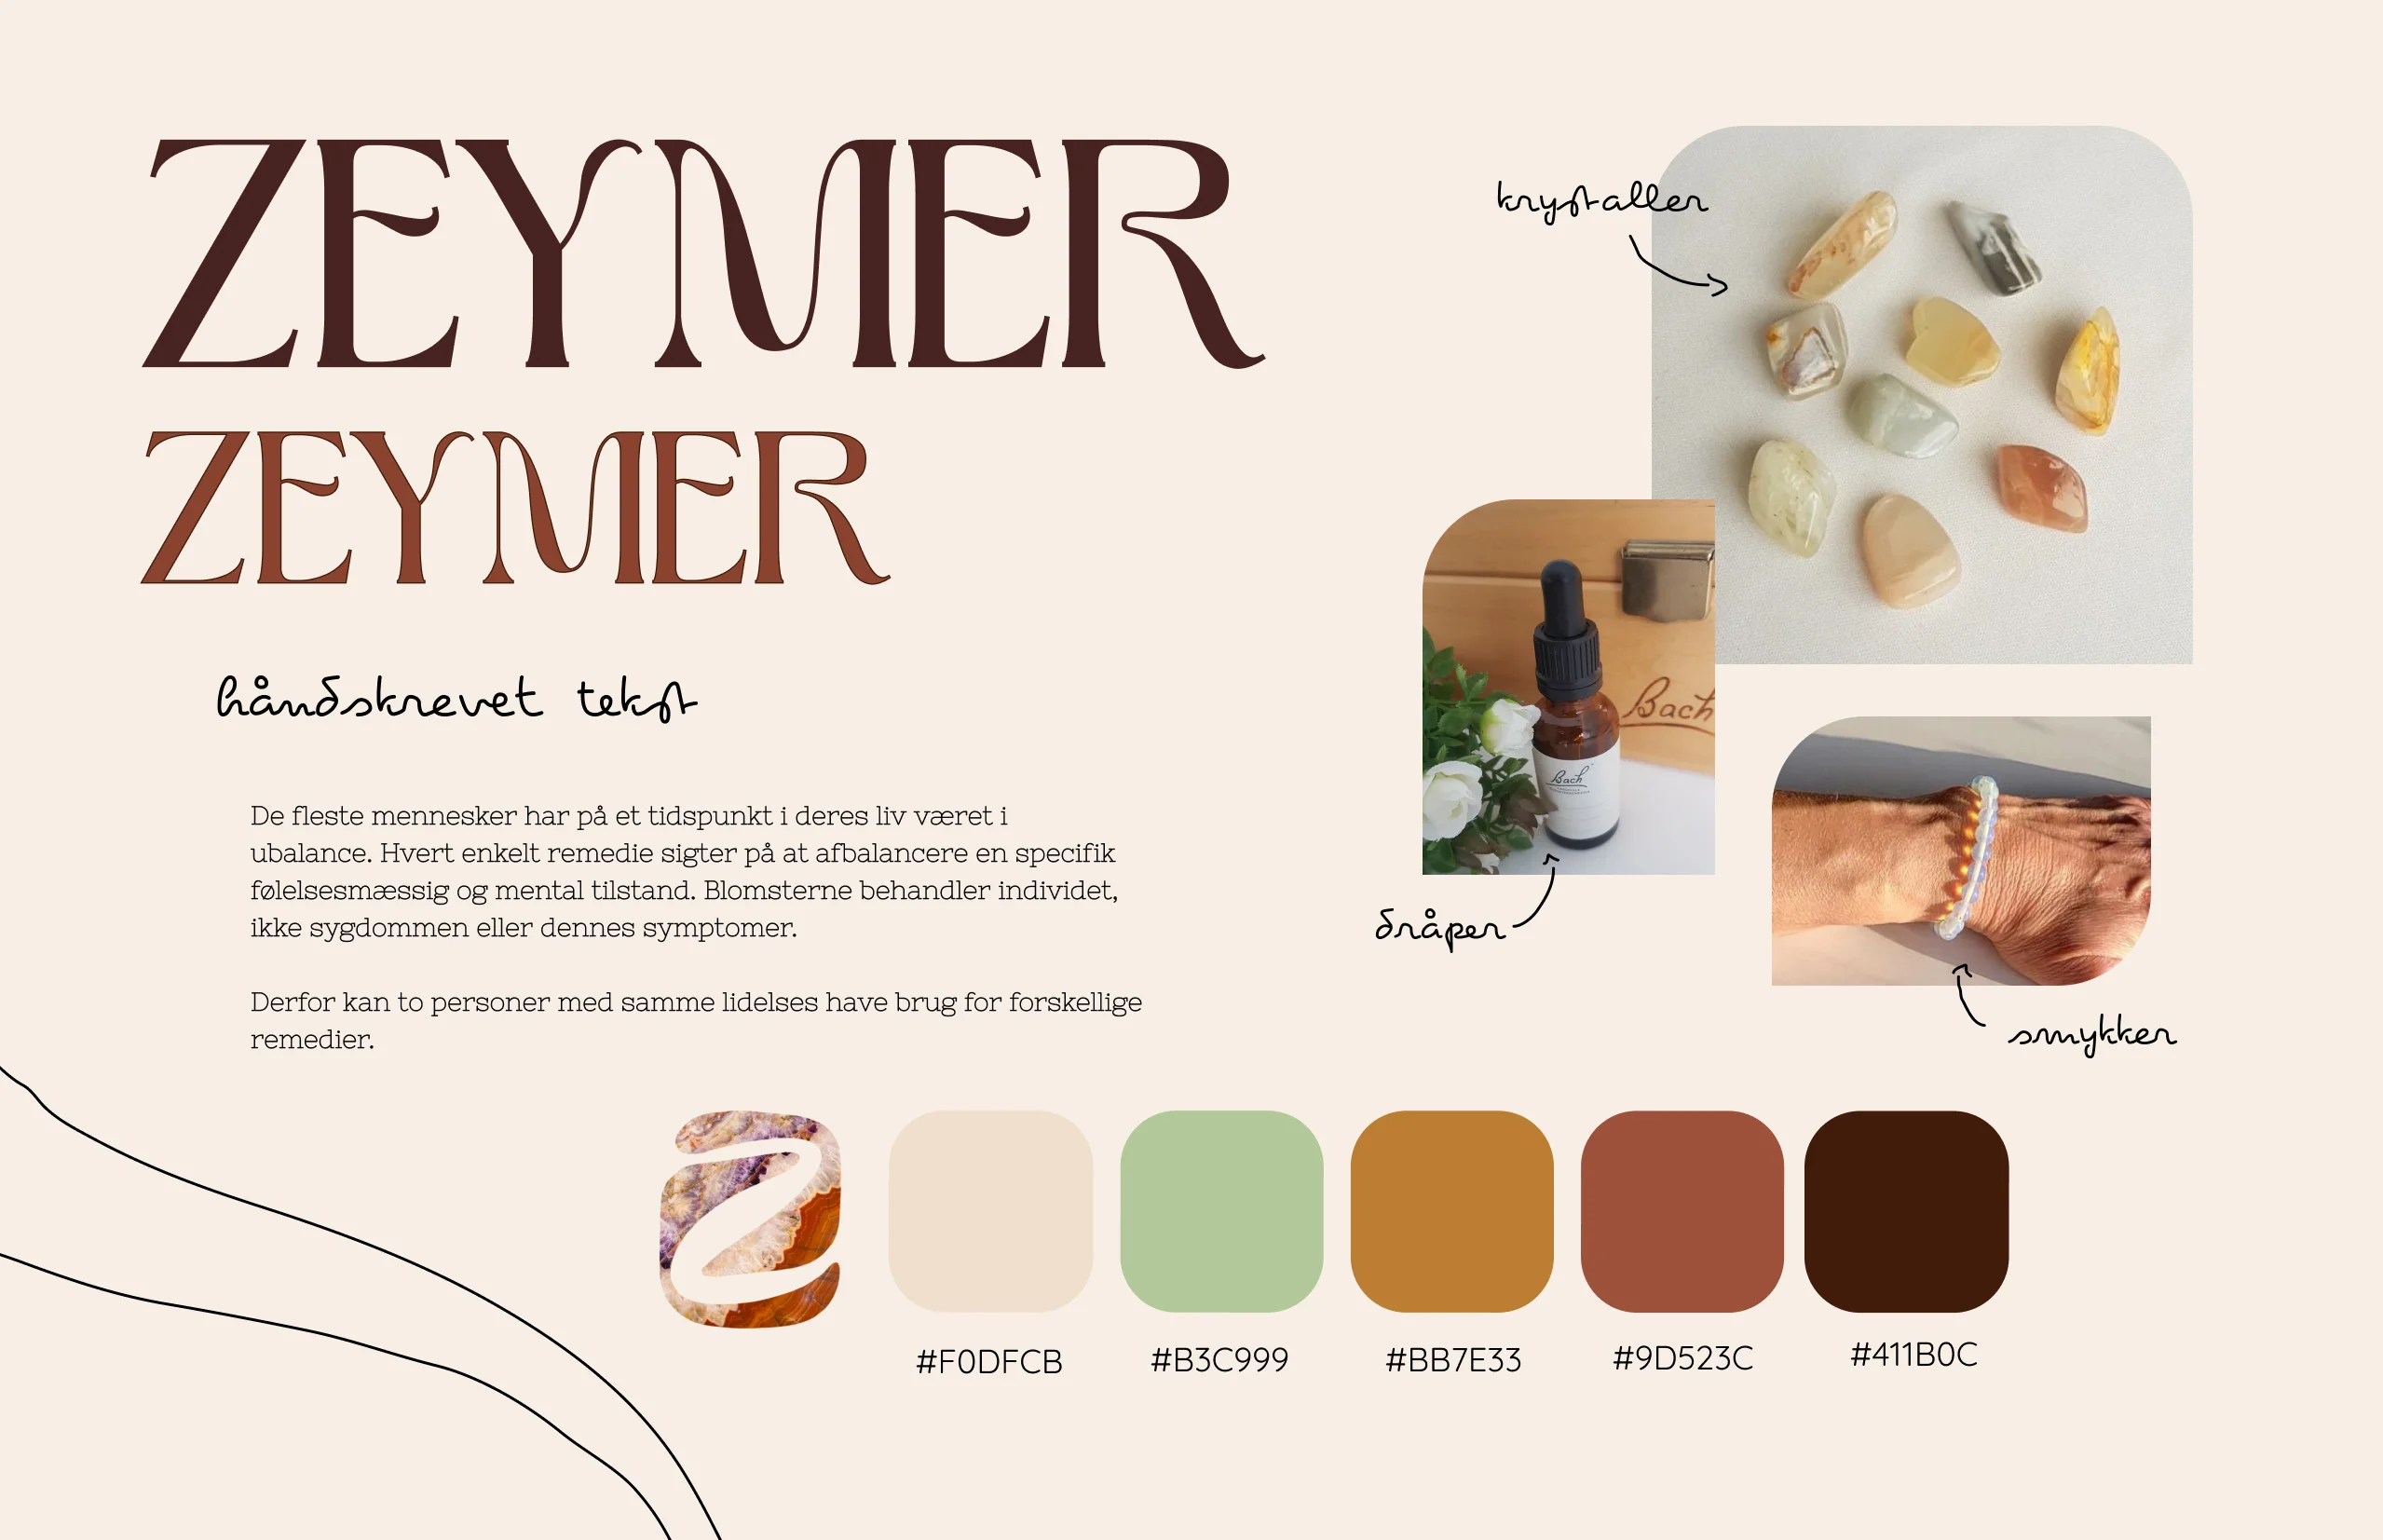 ZEYMER
ZEYMER
håndskrevet tekst
De fleste mennesker har på et tidspunkt i deres liv været i
ubalance. Hvert enkelt remedie sigter på at afbalancere en specifik
følelsesmæssig og mental tilstand. Blomsterne behandler individet,
ikke sygdommen eller dennes symptomer.
Derfor kan to personer med samme lidelses have brug for forskellige
remedier.
krystaller
Bach
Bach
dråper
smykker
#F0DFCB
#B3C999
#BB7E33
#9D523C
#411B0C